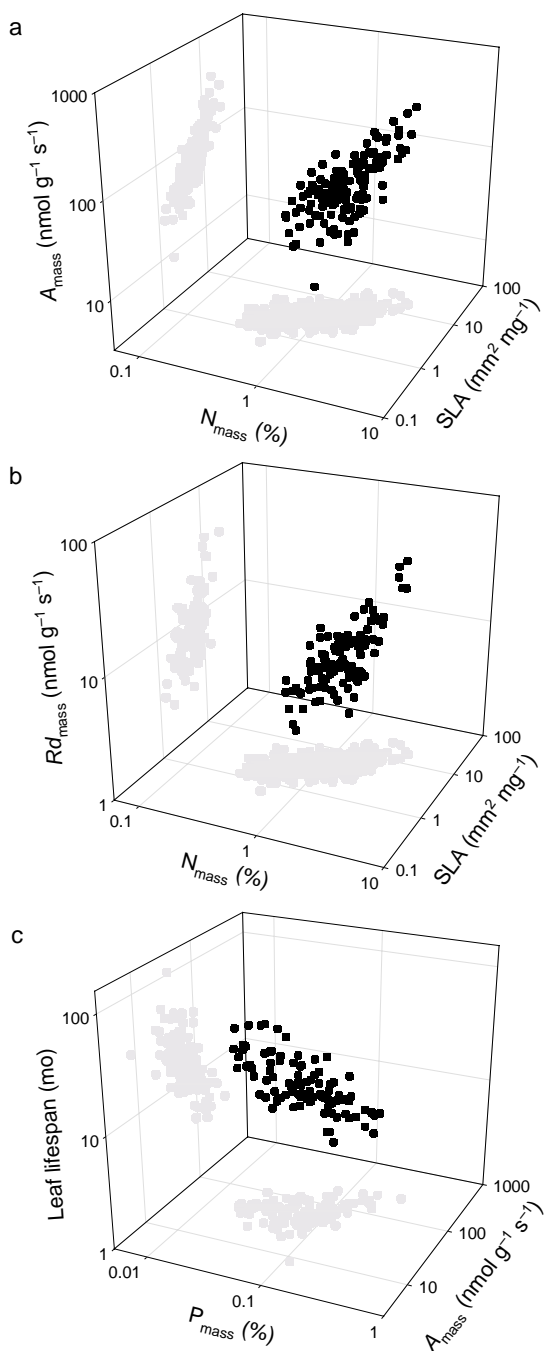 a
1000
100
10
A_mass (nmol g⁻¹ s⁻¹)
0.1
1
10
N_mass (%)
0.1
1
10
100
SLA (mm² mg⁻¹)
b
100
10
1
Rd_mass (nmol g⁻¹ s⁻¹)
0.1
1
10
N_mass (%)
0.1
1
10
100
SLA (mm² mg⁻¹)
c
100
10
1
Leaf lifespan (mo)
0.01
0.1
1
P_mass (%)
10
100
1000
A_mass (nmol g⁻¹ s⁻¹)